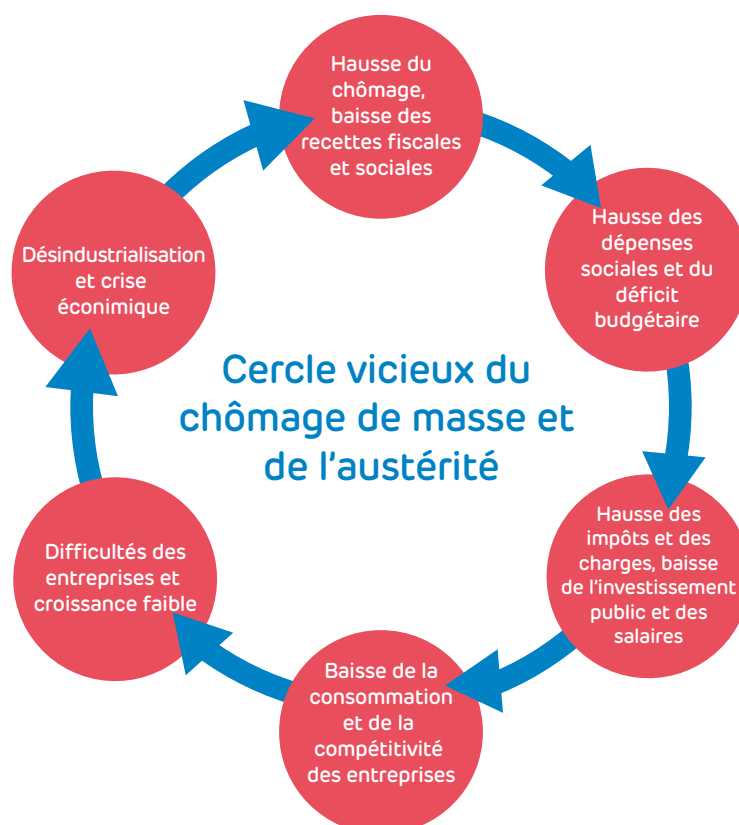 Hausse du
chômage,
baisse des
recettes fiscales
et sociales
Hausse des
dépenses
sociales et du
déficit
budgétaire
Hausse des
impôts et des
charges, baisse
de l'investissement
public et des
salaires
Baisse de la
consommation
et de la
compétitivité
des entreprises
Difficultés des
entreprises et
croissance faible
Désindustrialisation
et crise
éconimique
Cercle vicieux du
chômage de masse et
de l'austérité